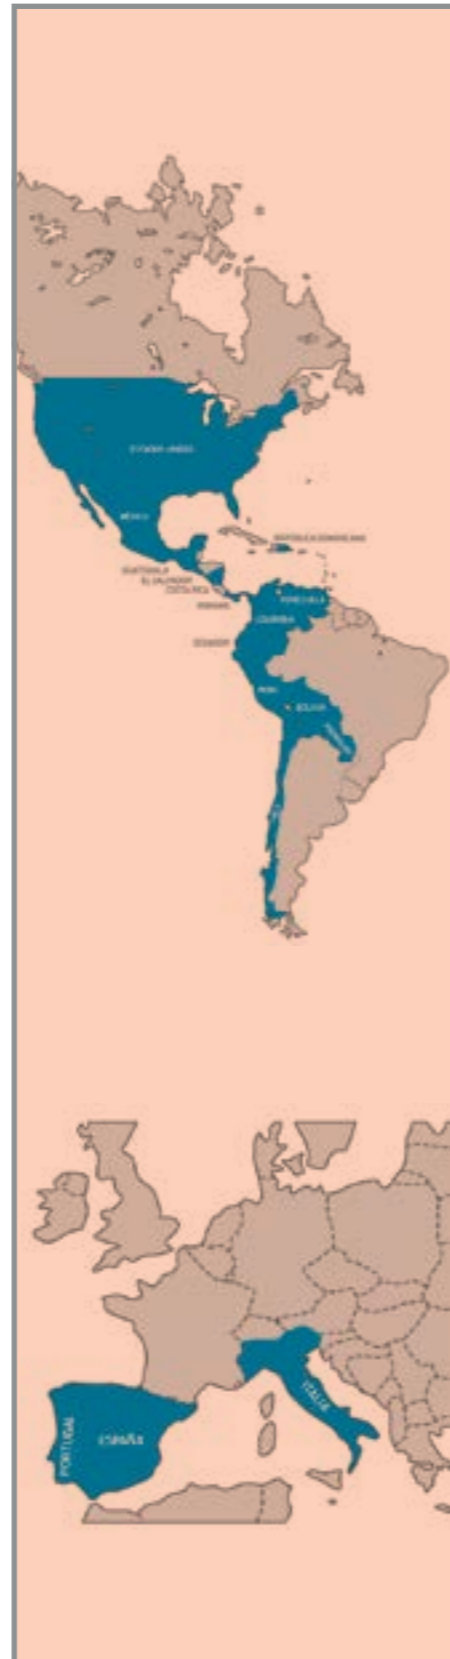 ESTADOS UNIDOS
MÉXICO
REPÚBLICA DOMINICANA
GUATEMALA
EL SALVADOR
COSTA RICA
PANAMÁ
VENEZUELA
COLOMBIA
ECUADOR
PERÚ
BOLIVIA
ITALIA
PORTUGAL
ESPAÑA